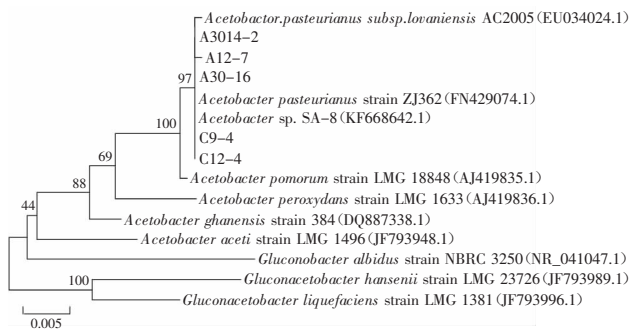 Acetobactor.pasteurianus subsp.lovaniensis AC2005(EU034024.1)
A3014-2
A12-7
A30-16
97
Acetobacter pasteurianus strain ZJ362(FN429074.1)
Acetobacter sp. SA-8(KF668642.1)
100
C9-4
C12-4
69
Acetobacter pomorum strain LMG 18848(AJ419835.1)
88
Acetobacter peroxydans strain LMG 1633(AJ419836.1)
44
Acetobacter ghanensis strain 384(DQ887338.1)
Acetobacter aceti strain LMG 1496(JF793948.1)
Gluconobacter albidus strain NBRC 3250(NR_041047.1)
100
Gluconacetobacter hansenii strain LMG 23726(JF793989.1)
Gluconacetobacter liquefaciens strain LMG 1381(JF793996.1)
0.005